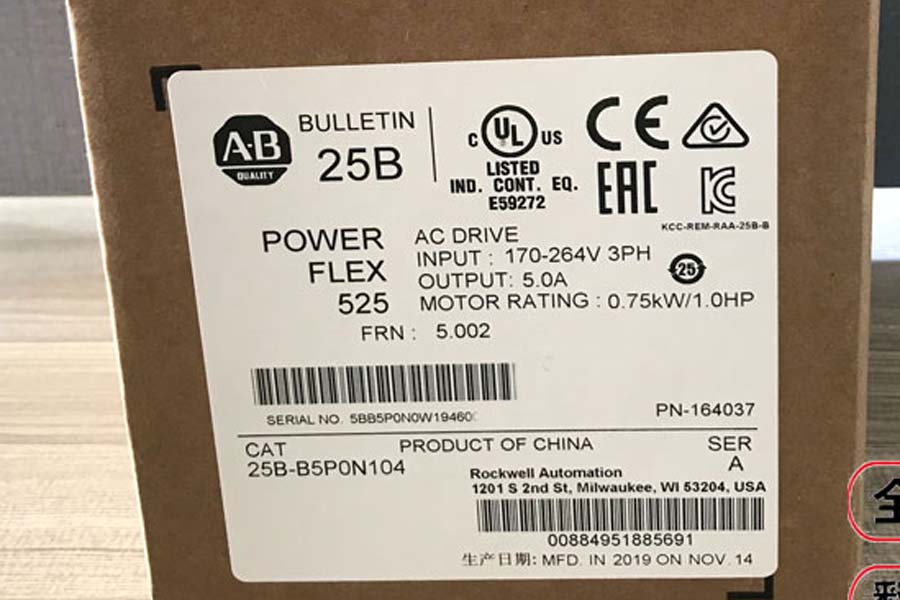 A·B
QUALITY
BULLETIN
25B
C UL US
LISTED
IND. CONT. EQ.
E59272
CE
EAC
KC
KCC-REM-RAA-25B-B
POWER
FLEX
525
AC DRIVE
INPUT : 170-264V 3PH
OUTPUT: 5.0A
MOTOR RATING : 0.75kW/1.0HP
25
FRN : 5.002
SERIAL NO. 5BB5P0N0W19460
PN-164037
CAT
25B-B5P0N104
PRODUCT OF CHINA
SER
A
Rockwell Automation
1201 S 2nd St, Milwaukee, WI 53204, USA
00884951885691
生产日期: MFD. IN 2019 ON NOV. 14
全